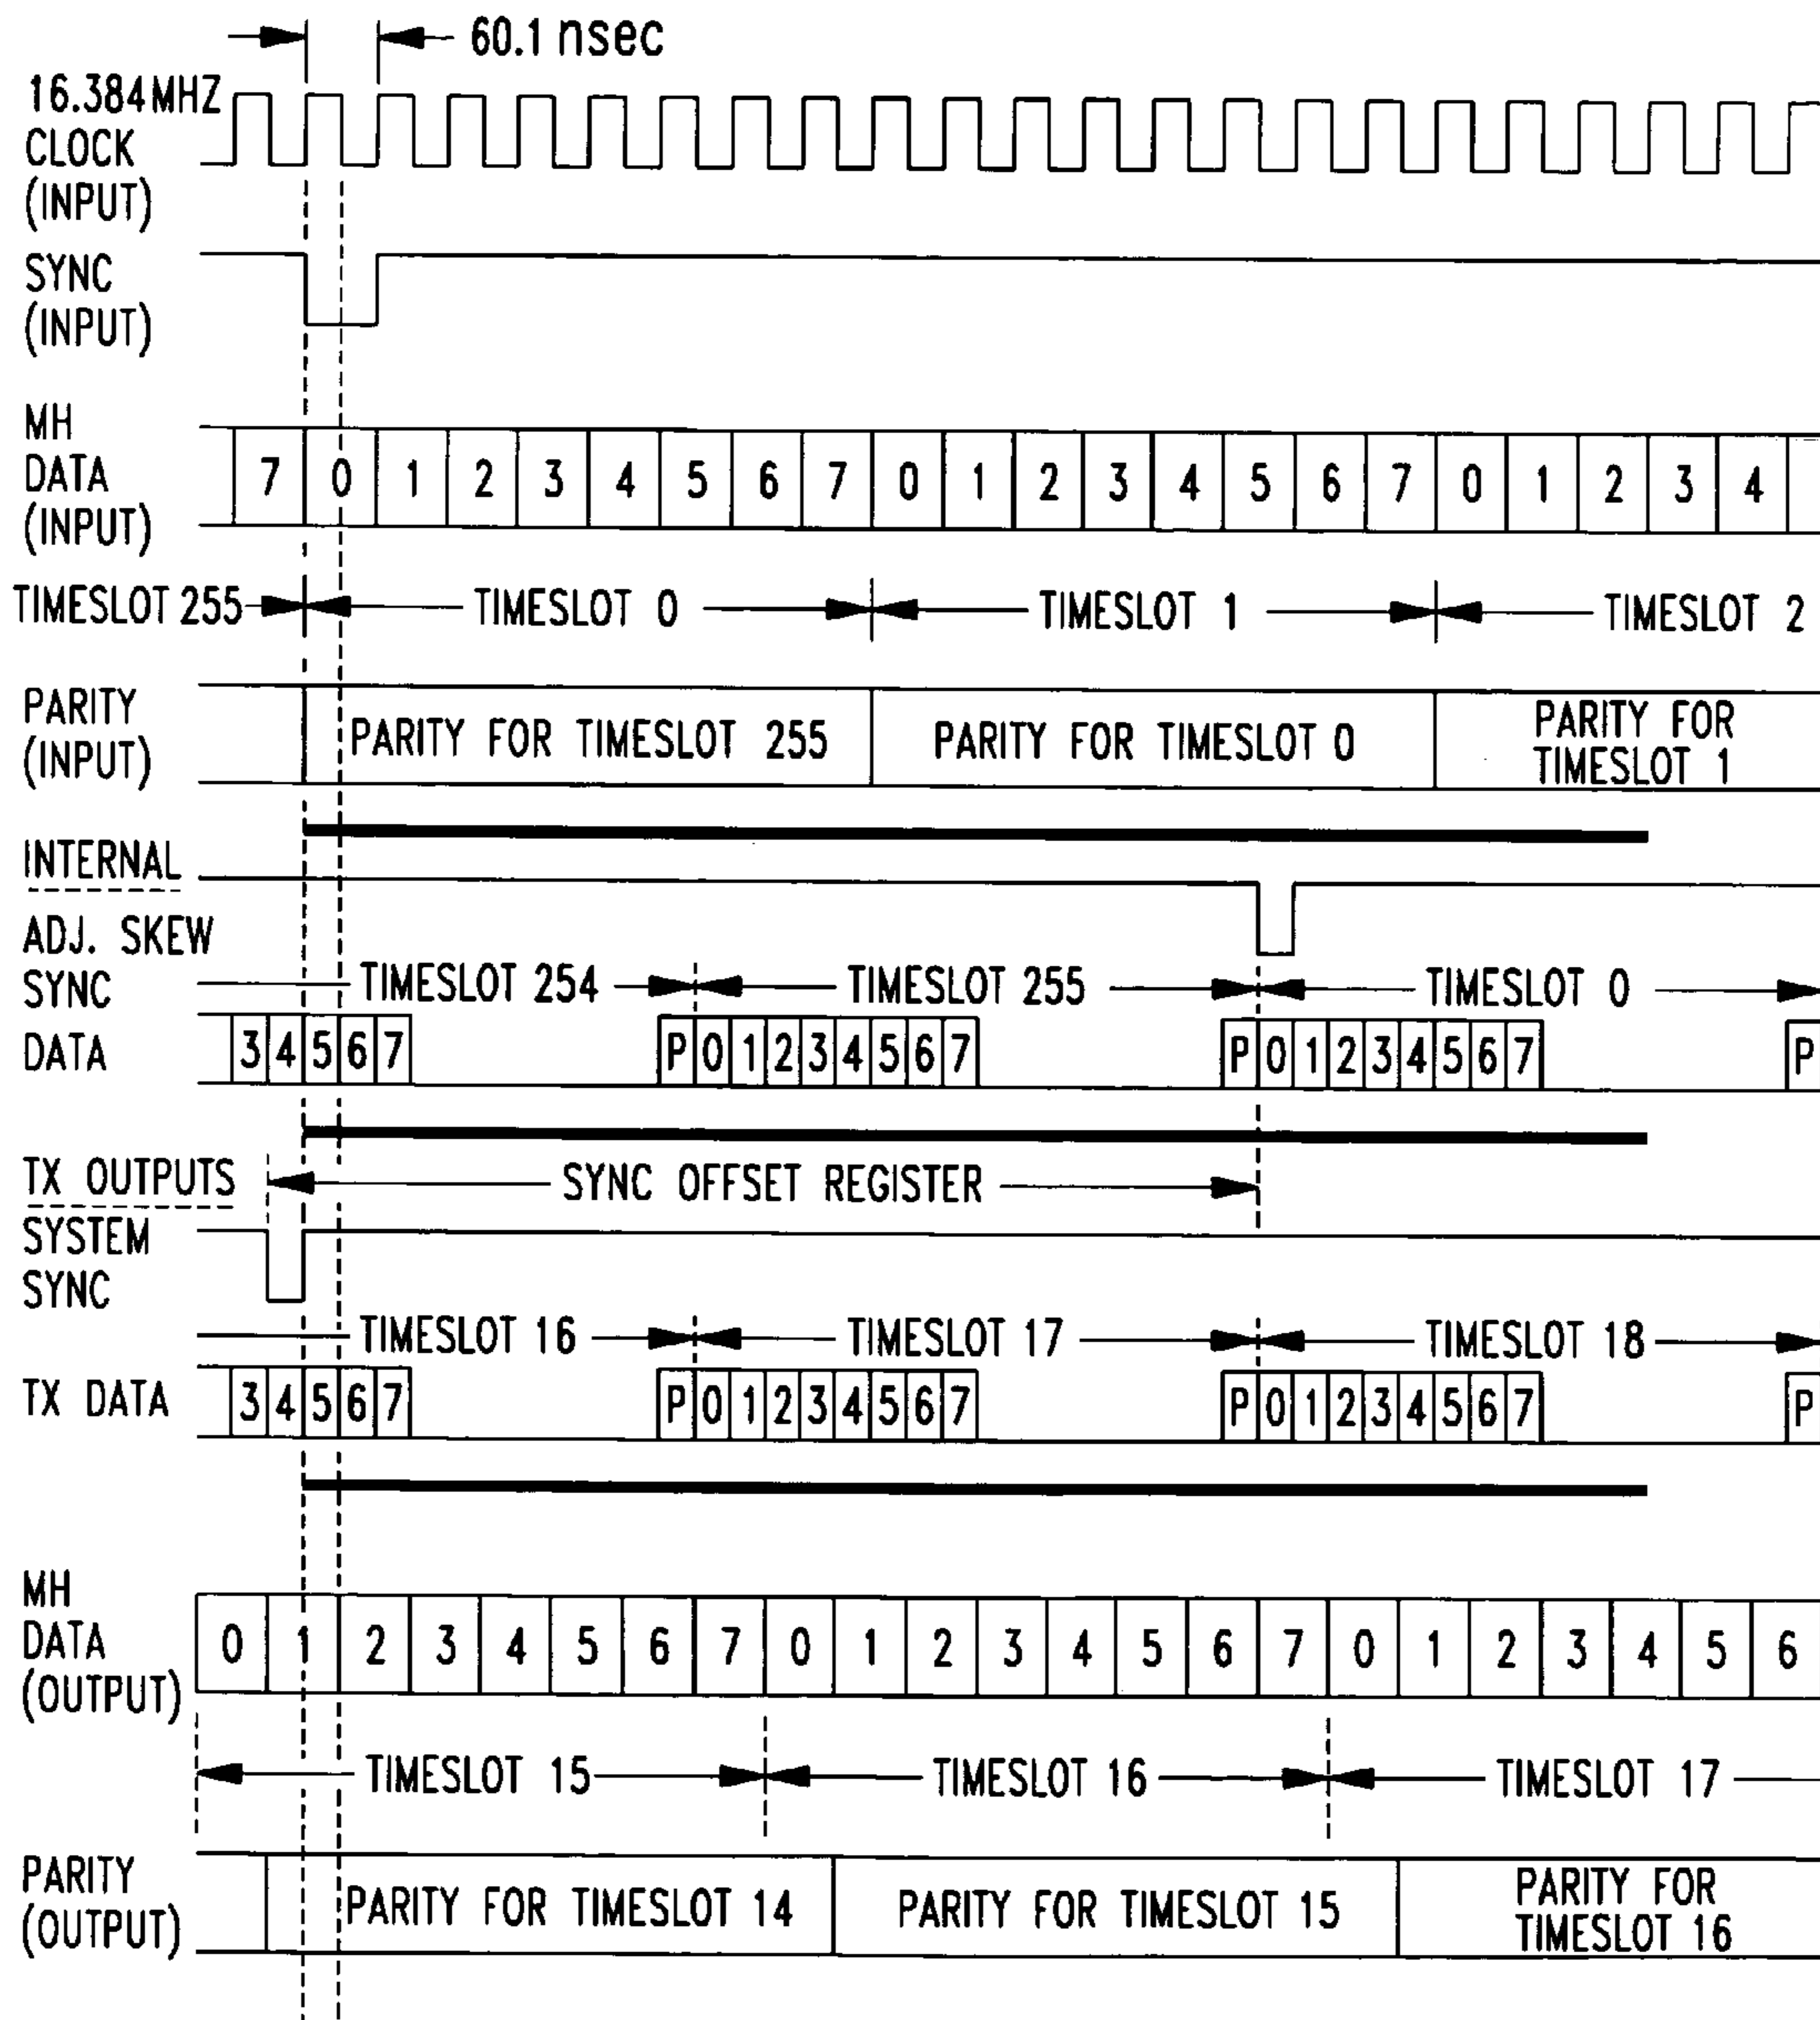 60.1 nsec
16.384 MHZ
CLOCK
(INPUT)
SYNC
(INPUT)
MH
DATA
(INPUT)
7 0 1 2 3 4 5 6 7 0 1 2 3 4 5 6 7 0 1 2 3 4
TIMESLOT 255 TIMESLOT 0 TIMESLOT 1 TIMESLOT 2
PARITY
(INPUT)
PARITY FOR TIMESLOT 255
PARITY FOR TIMESLOT 0
PARITY FOR
TIMESLOT 1
INTERNAL
ADJ. SKEW
SYNC
TIMESLOT 254 TIMESLOT 255 TIMESLOT 0
DATA
3 4 5 6 7 P 0 1 2 3 4 5 6 7 P 0 1 2 3 4 5 6 7 P
TX OUTPUTS
SYNC OFFSET REGISTER
SYSTEM
SYNC
TIMESLOT 16 TIMESLOT 17 TIMESLOT 18
TX DATA
3 4 5 6 7 P 0 1 2 3 4 5 6 7 P 0 1 2 3 4 5 6 7 P
MH
DATA
(OUTPUT)
0 1 2 3 4 5 6 7 0 1 2 3 4 5 6 7 0 1 2 3 4 5 6
TIMESLOT 15 TIMESLOT 16 TIMESLOT 17
PARITY
(OUTPUT)
PARITY FOR TIMESLOT 14
PARITY FOR TIMESLOT 15
PARITY FOR
TIMESLOT 16